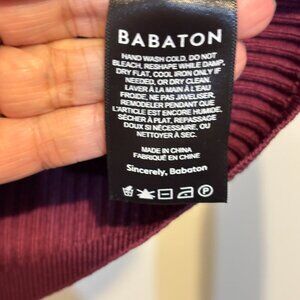 BABATON
HAND WASH COLD, DO NOT
BLEACH. RESHAPE WHILE DAMP.
DRY FLAT, COOL IRON ONLY IF
NEEDED, OR DRY CLEAN.
LAVER À LA MAIN À L'EAU
FROIDE, NE PAS JAVELISER.
REMODELER PENDANT QUE
L'ARTICLE EST ENCORE HUMIDE.
SÉCHER À PLAT. REPASSAGE
DOUX SI NÉCESSAIRE, OU
NETTOYER À SEC.
MADE IN CHINA
FABRIQUÉ EN CHINE
Sincerely, Babaton
P